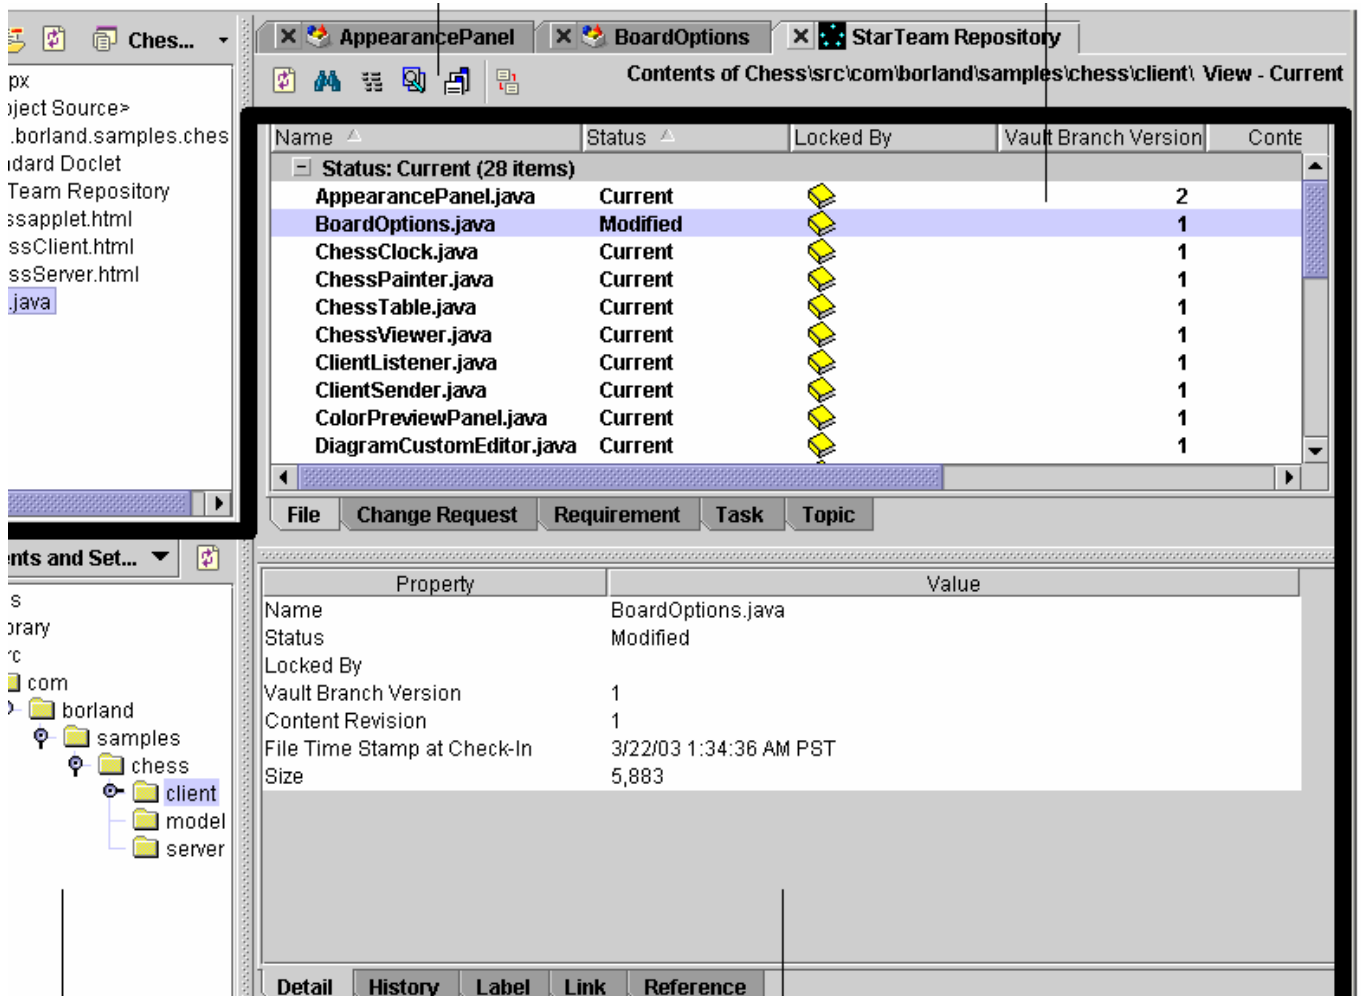 Ches...
AppearancePanel
BoardOptions
StarTeam Repository
Contents of Chess\src\com\borland\samples\chess\client\ View - Current
px
ject Source>
.borland.samples.ches
dard Doclet
Team Repository
ssapplet.html
ssClient.html
ssServer.html
.java
Name Status Locked By Vault Branch Version Conte
Status: Current (28 items)
AppearancePanel.java Current 2
BoardOptions.java Modified 1
ChessClock.java Current 1
ChessPainter.java Current 1
ChessTable.java Current 1
ChessViewer.java Current 1
ClientListener.java Current 1
ClientSender.java Current 1
ColorPreviewPanel.java Current 1
DiagramCustomEditor.java Current 1
File Change Request Requirement Task Topic
nts and Set...
s
rary
rc
com
borland
samples
chess
client
model
server
Property Value
Name BoardOptions.java
Status Modified
Locked By
Vault Branch Version 1
Content Revision 1
File Time Stamp at Check-In 3/22/03 1:34:36 AM PST
Size 5,883
Detail History Label Link Reference